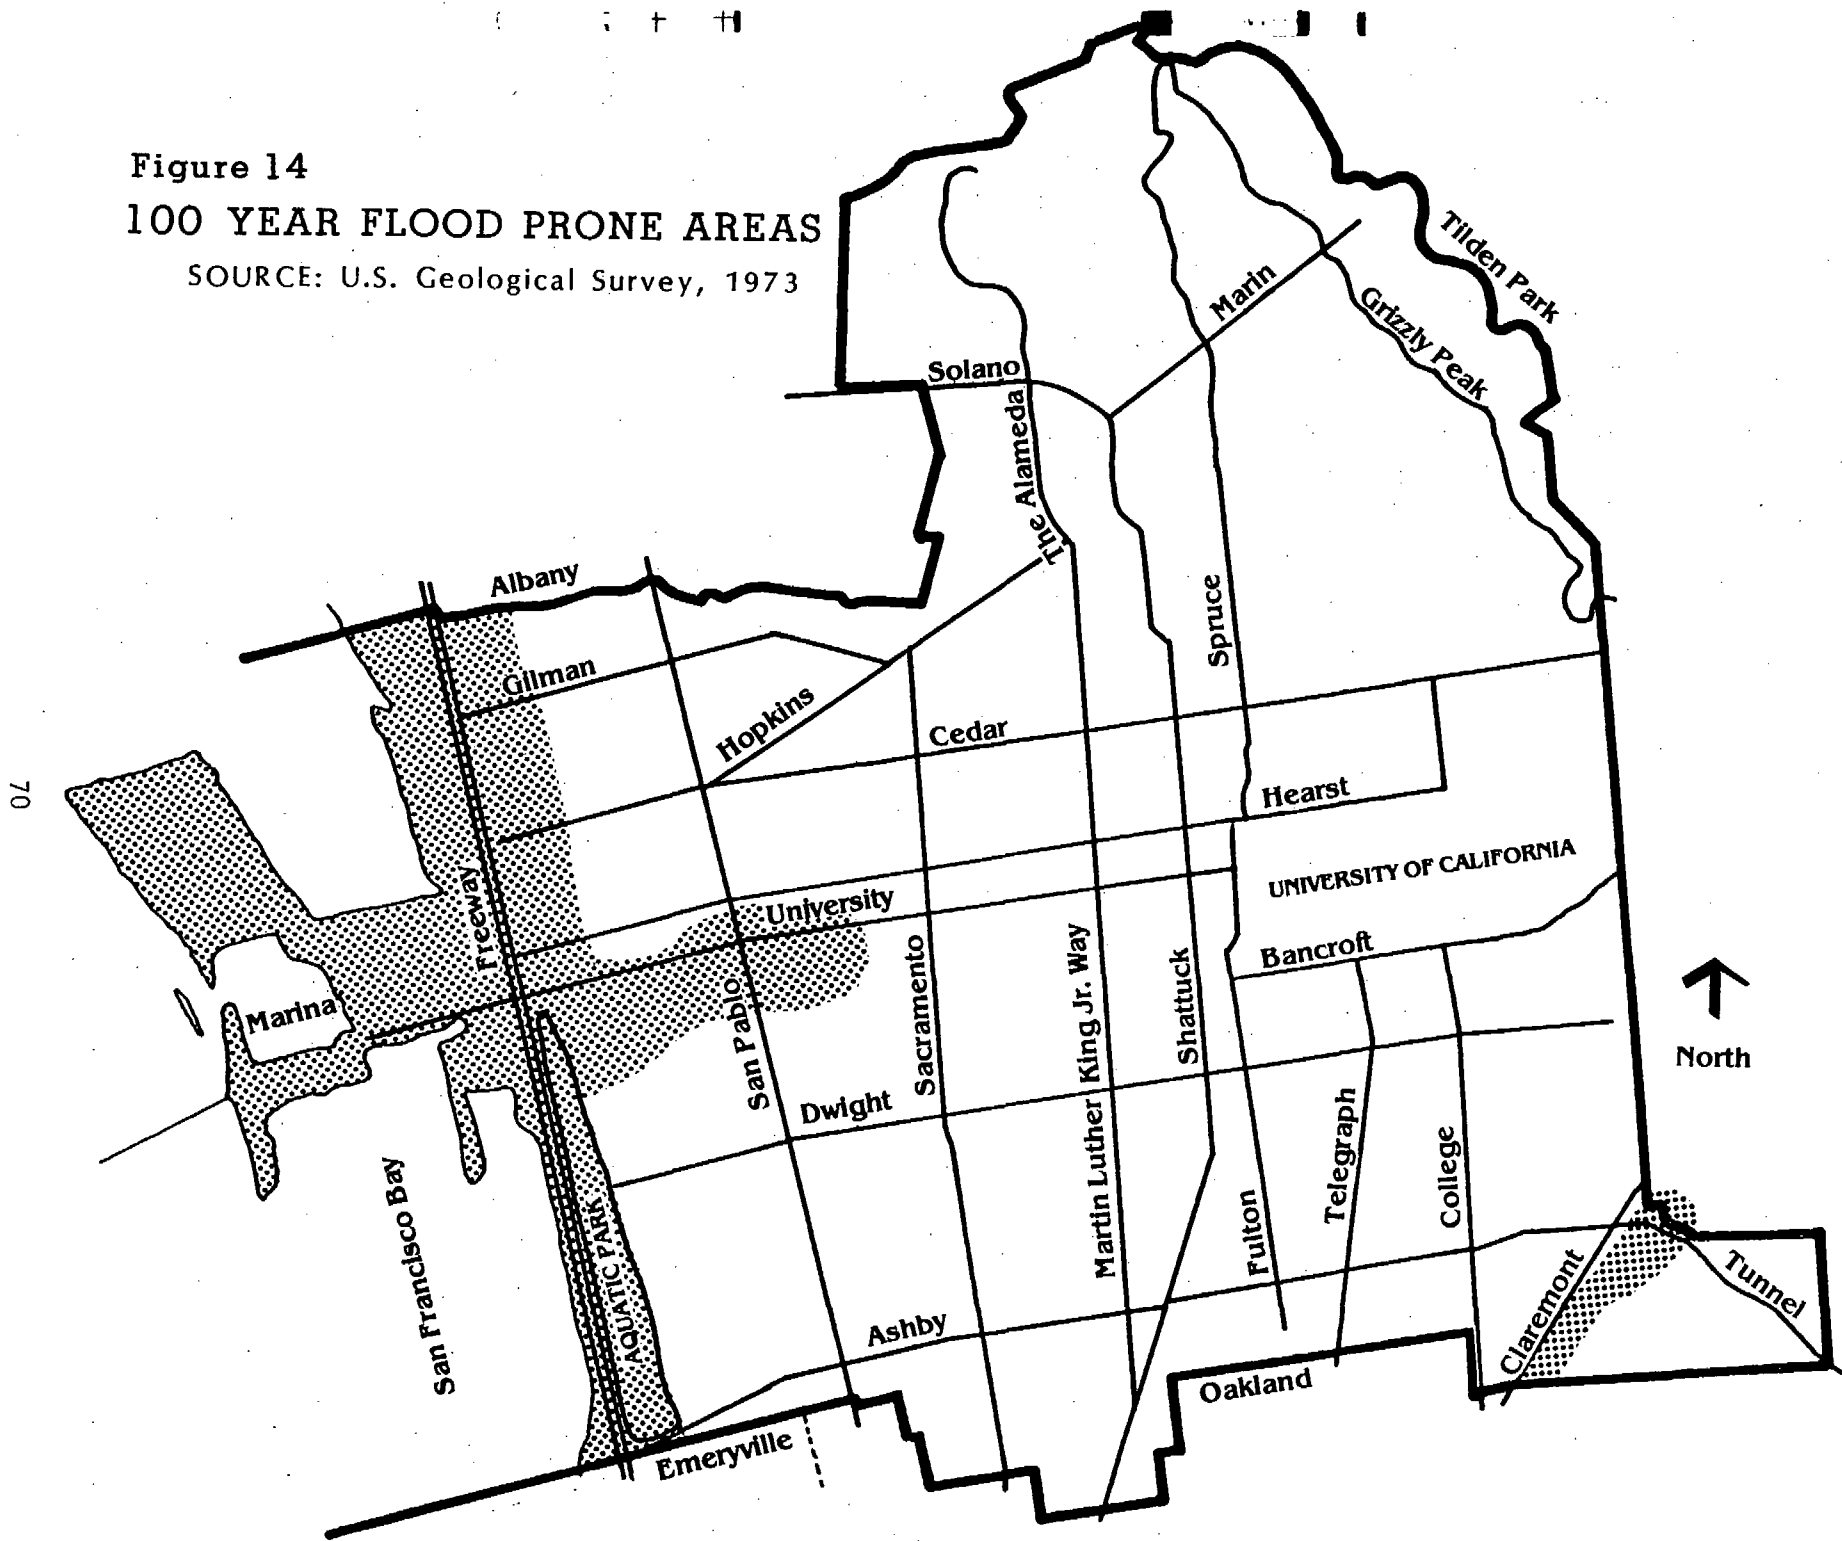 Figure 14
100 YEAR FLOOD PRONE AREAS
SOURCE: U.S. Geological Survey, 1973
Tilden Park
Marin
Grizzly Peak
Solano
The Alameda
Albany
Spruce
Gilman
Hopkins
Cedar
70
Hearst
UNIVERSITY OF CALIFORNIA
University
Freeway
Bancroft
Marina
San Pablo
Sacramento
Martin Luther King Jr. Way
Shattuck
North
Dwight
Telegraph
College
Fulton
San Francisco Bay
AQUATIC PARK
Claremont
Tunnel
Ashby
Oakland
Emeryville